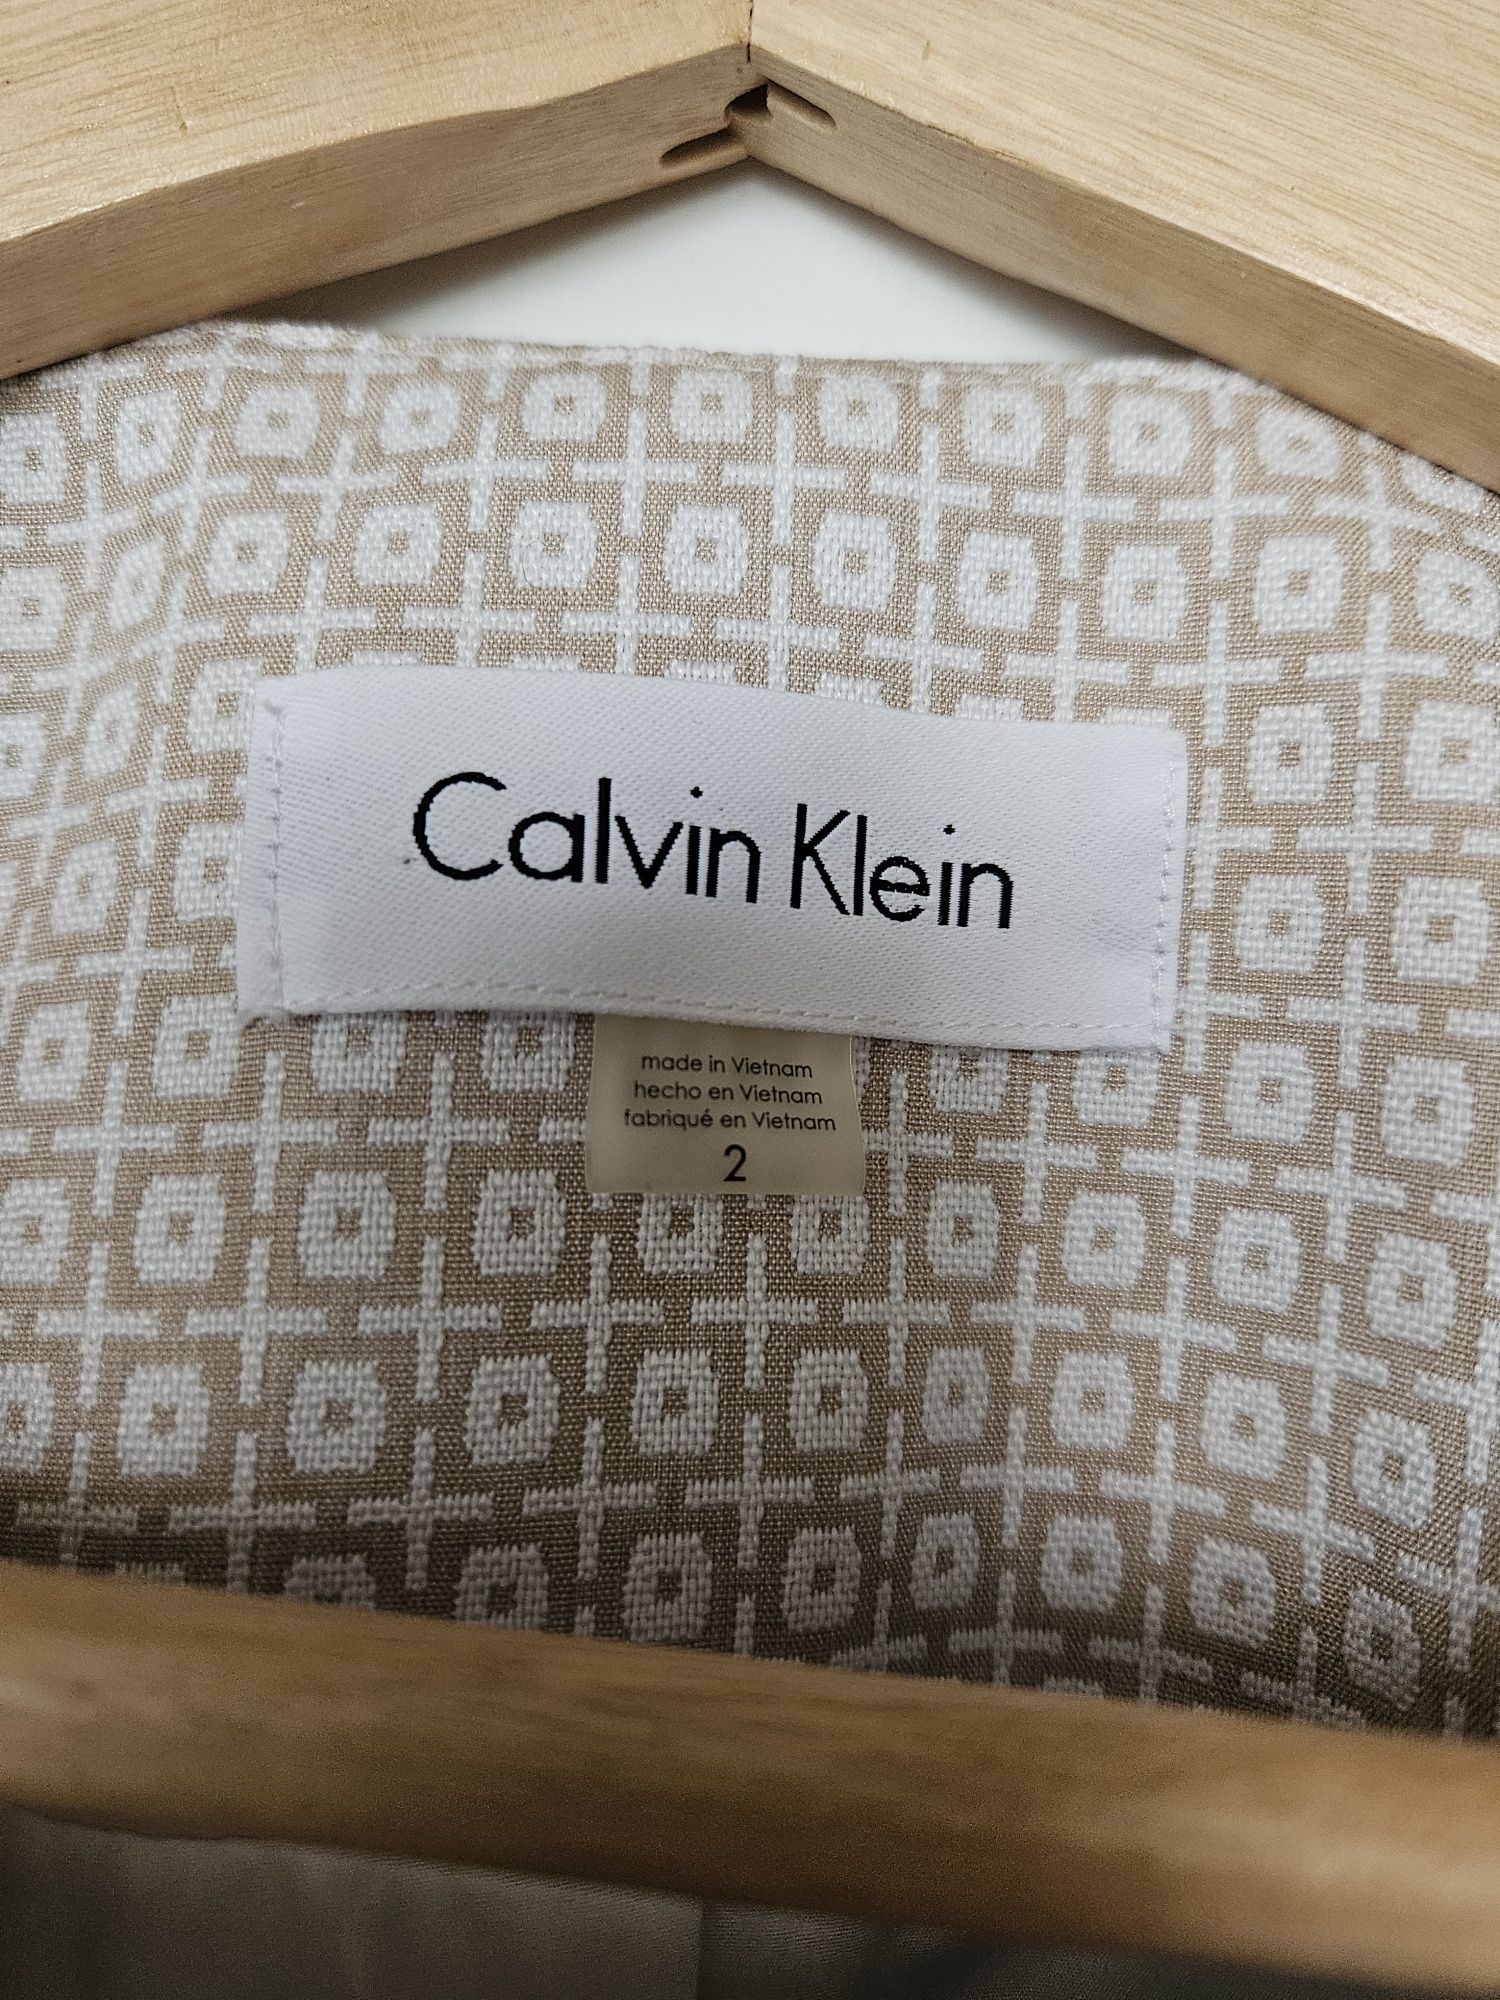 Calvin Klein
made in Vietnam
hecho en Vietnam
fabriqué en Vietnam
2